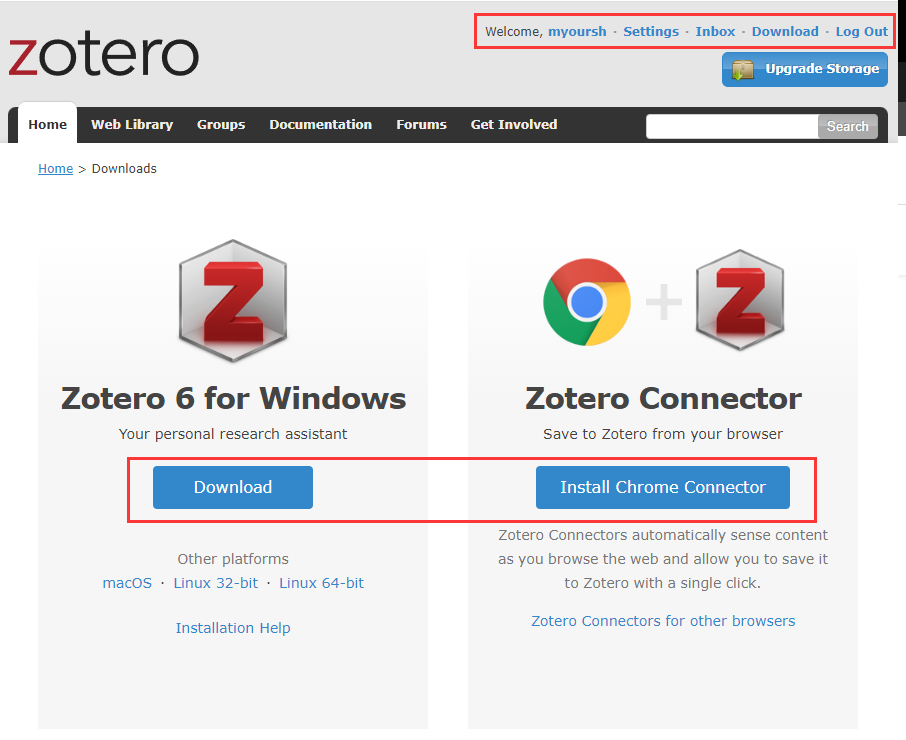 zotero
Welcome, myoursh · Settings · Inbox · Download · Log Out
Upgrade Storage
Home Web Library Groups Documentation Forums Get Involved Search
Home > Downloads
Zotero 6 for Windows
Your personal research assistant
Download
Other platforms
macOS · Linux 32-bit · Linux 64-bit
Installation Help
Zotero Connector
Save to Zotero from your browser
Install Chrome Connector
Zotero Connectors automatically sense content
as you browse the web and allow you to save it
to Zotero with a single click.
Zotero Connectors for other browsers